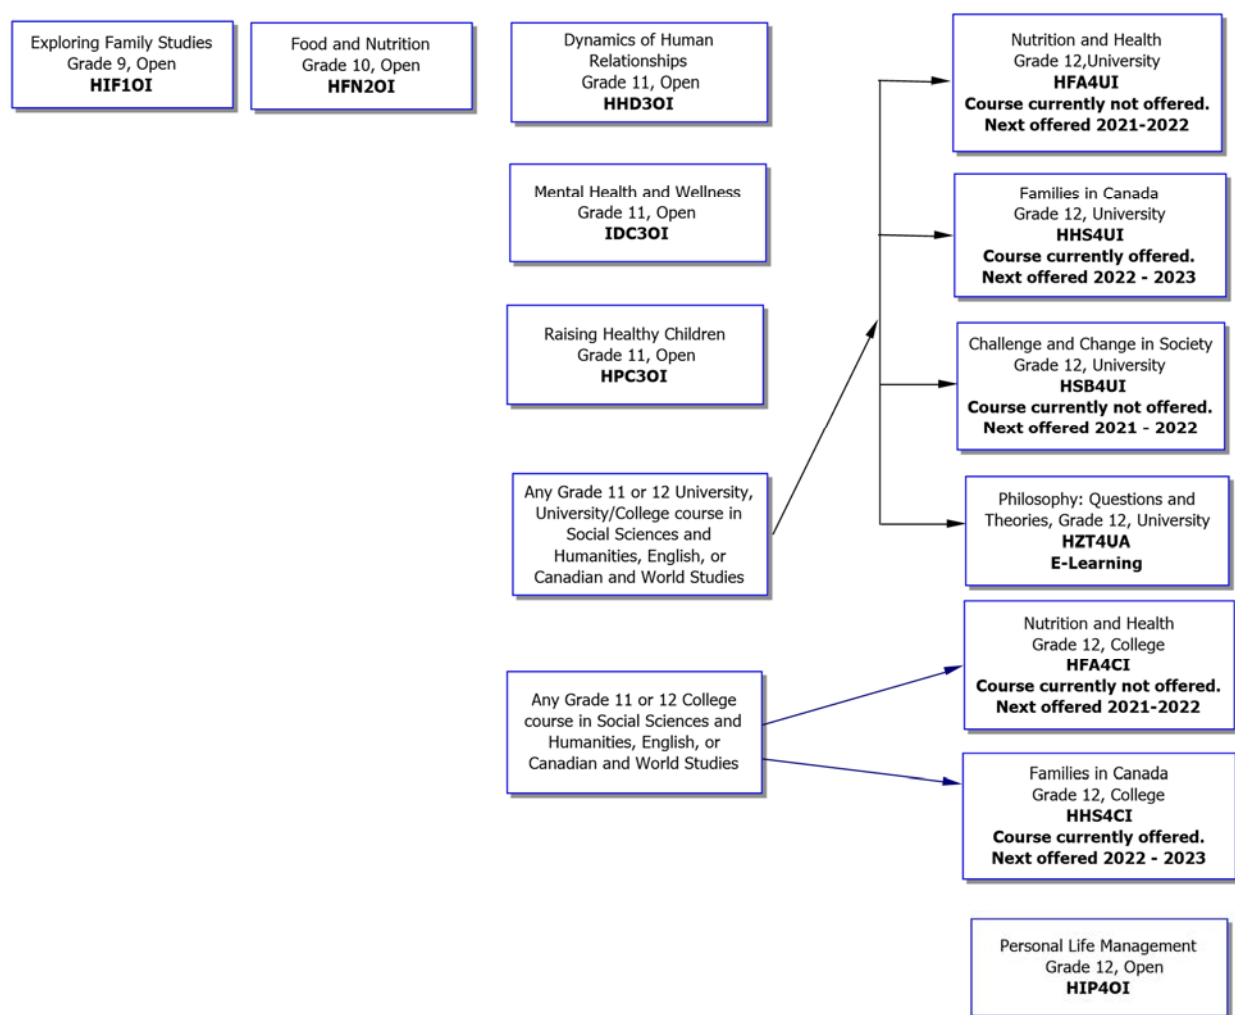 Exploring Family Studies
Grade 9, Open
HIF1OI
Food and Nutrition
Grade 10, Open
HFN2OI
Dynamics of Human
Relationships
Grade 11, Open
HHD3OI
Mental Health and Wellness
Grade 11, Open
IDC3OI
Raising Healthy Children
Grade 11, Open
HPC3OI
Any Grade 11 or 12 University,
University/College course in
Social Sciences and
Humanities, English, or
Canadian and World Studies
Any Grade 11 or 12 College
course in Social Sciences and
Humanities, English, or
Canadian and World Studies
Nutrition and Health
Grade 12,University
HFA4UI
Course currently not offered.
Next offered 2021-2022
Families in Canada
Grade 12, University
HHS4UI
Course currently offered.
Next offered 2022 - 2023
Challenge and Change in Society
Grade 12, University
HSB4UI
Course currently not offered.
Next offered 2021 - 2022
Philosophy: Questions and
Theories, Grade 12, University
HZT4UA
E-Learning
Nutrition and Health
Grade 12, College
HFA4CI
Course currently not offered.
Next offered 2021-2022
Families in Canada
Grade 12, College
HHS4CI
Course currently offered.
Next offered 2022 - 2023
Personal Life Management
Grade 12, Open
HIP4OI